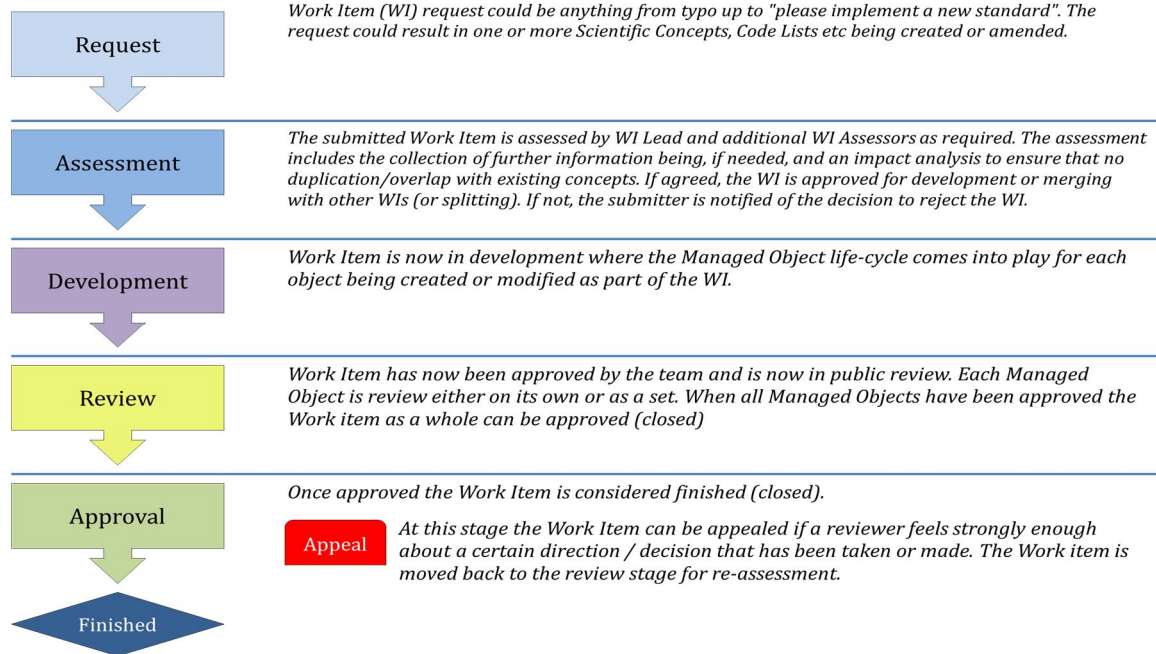 Request
Work Item (WI) request could be anything from typo up to "please implement a new standard". The
request could result in one or more Scientific Concepts, Code Lists etc being created or amended.
Assessment
The submitted Work Item is assessed by WI Lead and additional WI Assessors as required. The assessment
includes the collection of further information being, if needed, and an impact analysis to ensure that no
duplication/overlap with existing concepts. If agreed, the WI is approved for development or merging
with other WIs (or splitting). If not, the submitter is notified of the decision to reject the WI.
Development
Work Item is now in development where the Managed Object life-cycle comes into play for each
object being created or modified as part of the WI.
Review
Work Item has now been approved by the team and is now in public review. Each Managed
Object is review either on its own or as a set. When all Managed Objects have been approved the
Work item as a whole can be approved (closed)
Approval
Once approved the Work Item is considered finished (closed).
Appeal
At this stage the Work Item can be appealed if a reviewer feels strongly enough
about a certain direction / decision that has been taken or made. The Work item is
moved back to the review stage for re-assessment.
Finished